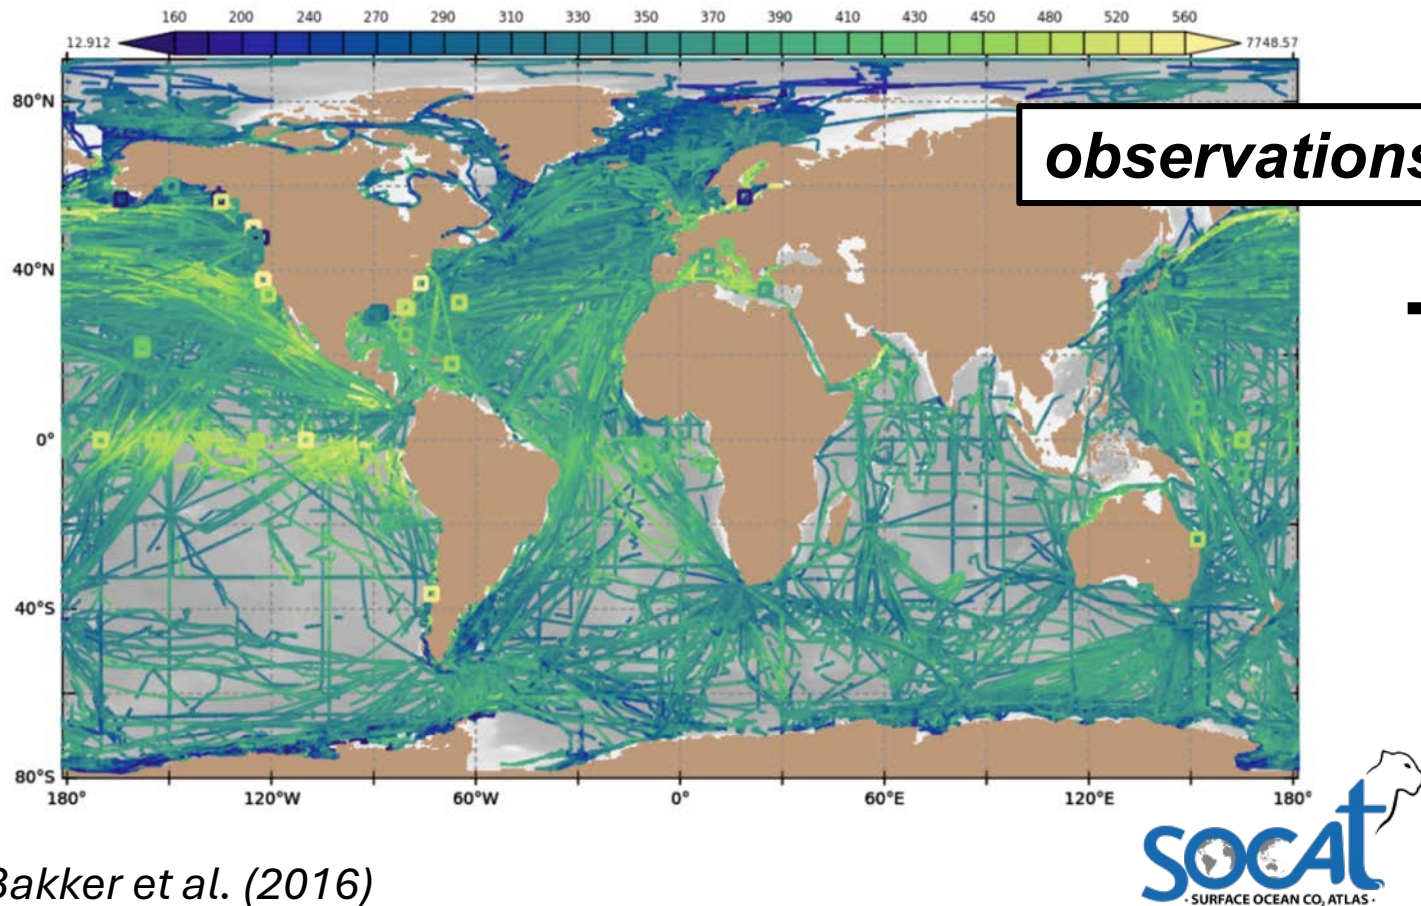 160 200 240 270 290 310 330 350 370 390 410 430 450 480 520 560
12.912 7748.57
80°N
observations
40°N
0°
40°S
80°S
180° 120°W 60°W 0° 60°E 120°E 180°
SOCAt
· SURFACE OCEAN CO₂ ATLAS ·
Bakker et al. (2016)